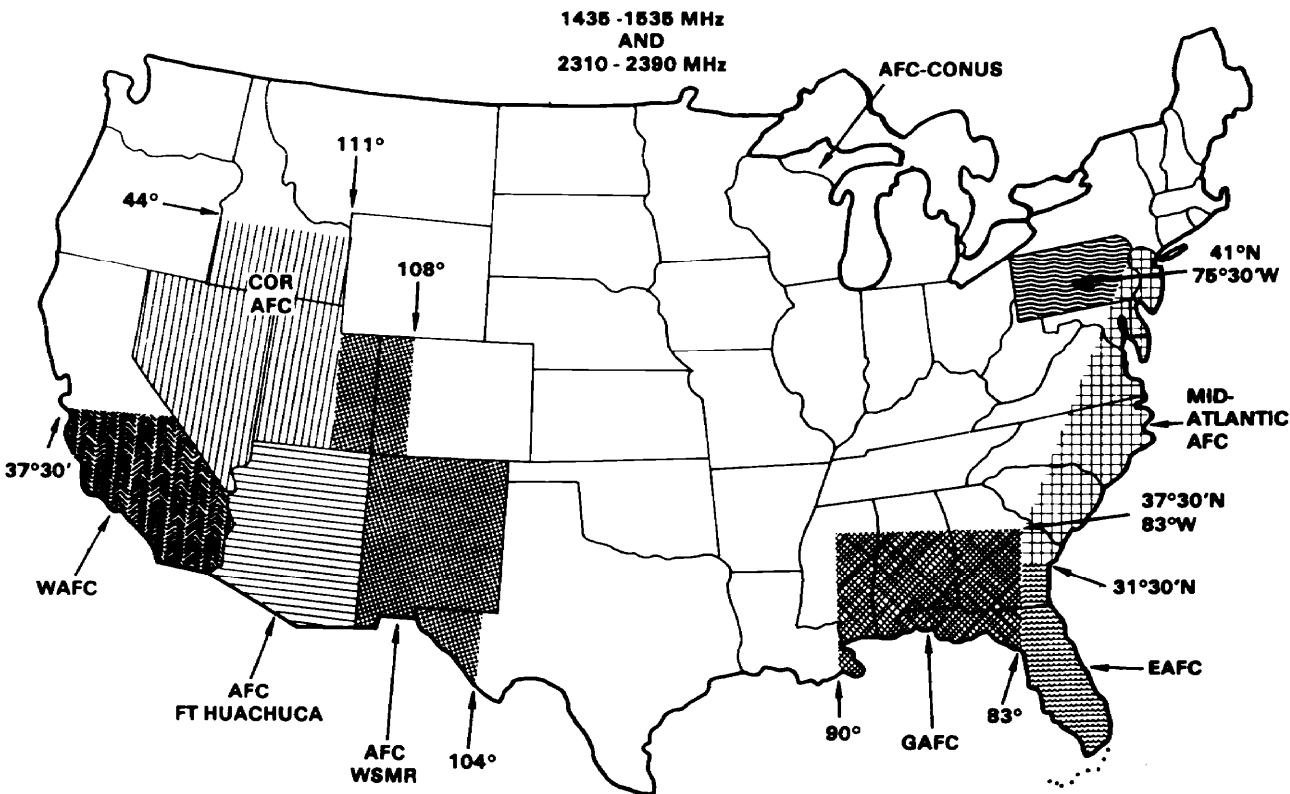 1435 -1535 MHz
AND
2310 - 2390 MHz
AFC-CONUS
111°
44°
108°
COR
AFC
41°N
75°30'W
MID-
ATLANTIC
AFC
37°30'
37°30'N
83°W
WAFC
31°30'N
AFC
FT HUACHUCA
EAFC
AFC
WSMR
104°
90°
GAFC
83°